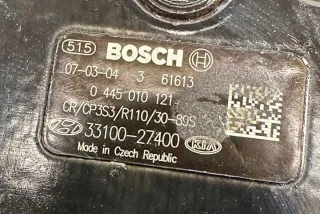 515 BOSCH
07-03-04 3 61613
0 445 010 121
CR/CP3S3/R110/30-89S
33100-27400 KIA
Made in Czech Republic